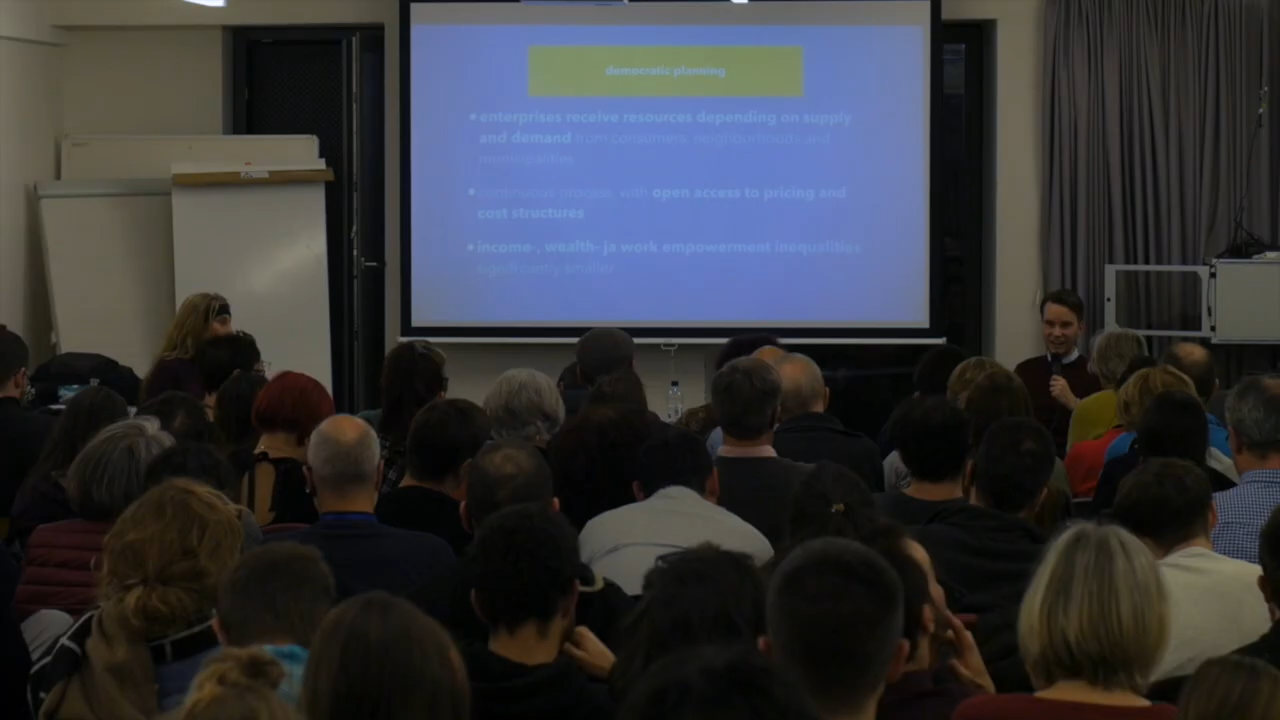 democratic planning
• enterprises receive resources depending on supply
and demand from consumers, neighborhoods and
municipalities
• continuous process, with open access to pricing and
cost structures
• income-, wealth- ja work empowerment inequalities
significantly smaller